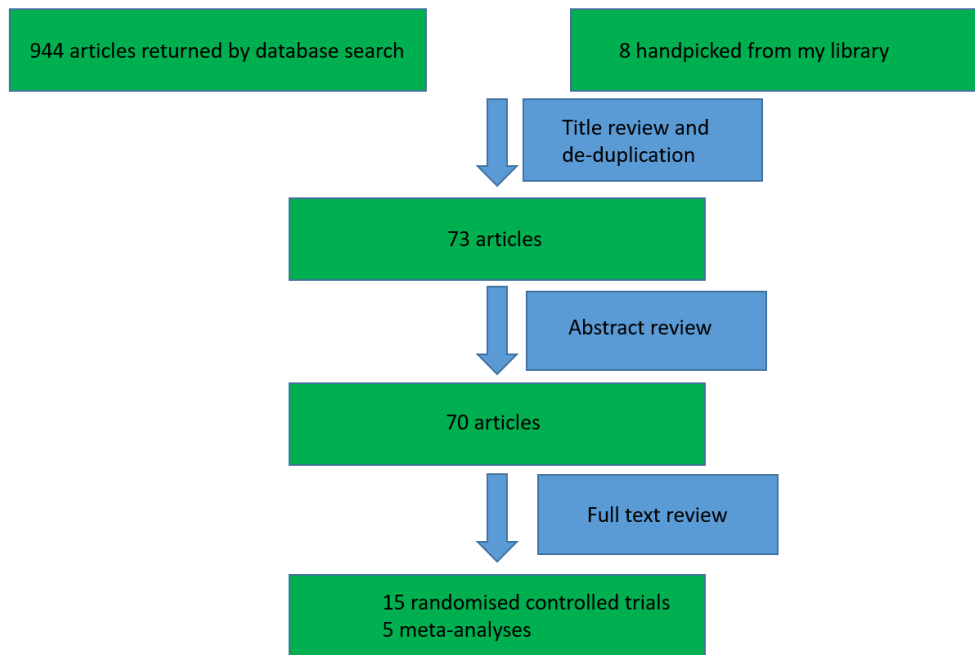 944 articles returned by database search
8 handpicked from my library
Title review and
de-duplication
73 articles
Abstract review
70 articles
Full text review
15 randomised controlled trials
5 meta-analyses